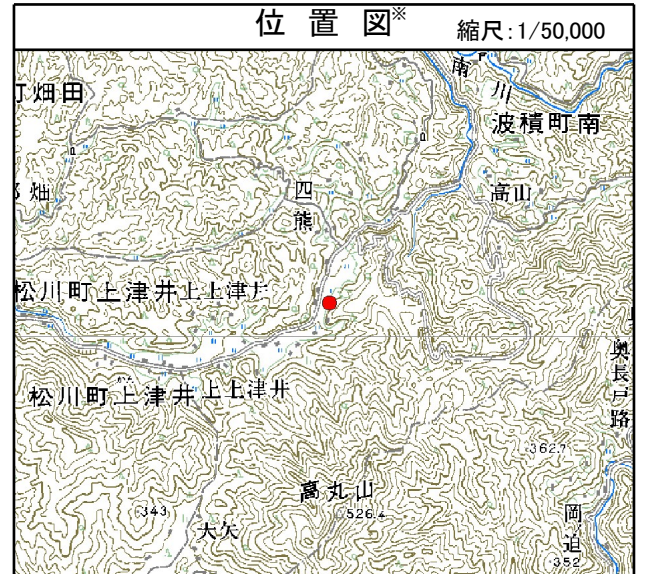 位置図※
縮尺:1/50,000
南川
町畑田
波積町南
畑
四熊
高山
松川町上津井上上津井
奥長戸路
松川町上津井上上津井
362.7
高丸山
526.4
343
大矢
岡迫
352